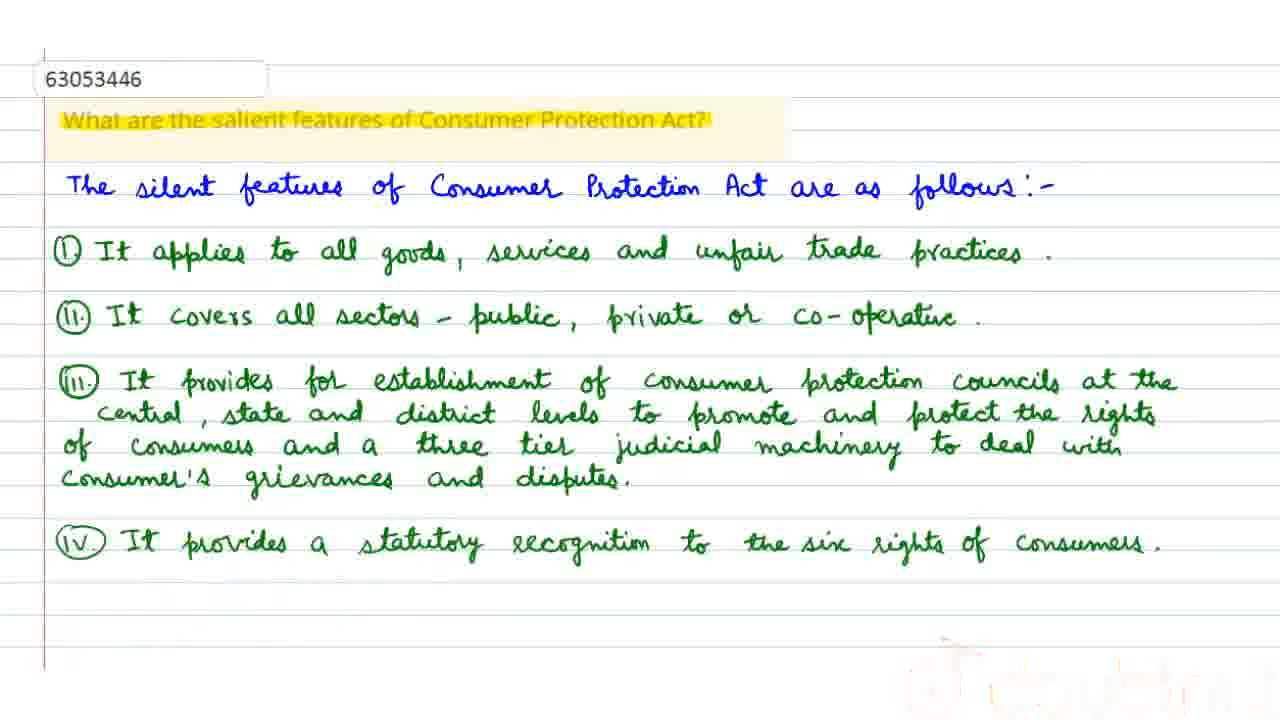 63053446
What are the salient features of Consumer Protection Act?
The silent features of Consumer Protection Act are as follows:-
(i.) It applies to all goods, services and unfair trade practices.
(ii.) It covers all sectors - public, private or co-operative.
(iii.) It provides for establishment of consumer protection councils at the
central, state and district levels to promote and protect the rights
of consumers and a three tier judicial machinery to deal with
consumer's grievances and disputes.
(iv.) It provides a statutory recognition to the six rights of consumers.